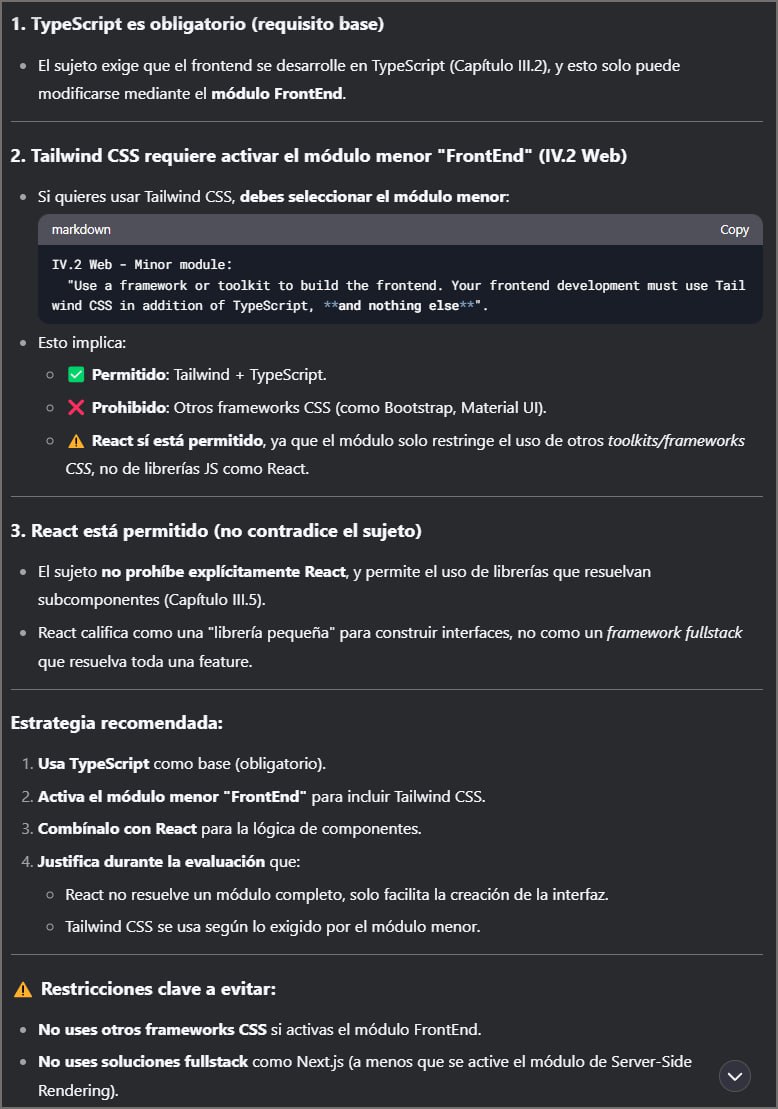 1. TypeScript es obligatorio (requisito base)
El sujeto exige que el frontend se desarrolle en TypeScript (Capítulo III.2), y esto solo puede
modificarse mediante el módulo FrontEnd.
2. Tailwind CSS requiere activar el módulo menor "FrontEnd" (IV.2 Web)
Si quieres usar Tailwind CSS, debes seleccionar el módulo menor:
markdown Copy
IV.2 Web - Minor module:
"Use a framework or toolkit to build the frontend. Your frontend development must use Tail
wind CSS in addition of TypeScript, **and nothing else**".
Esto implica:
✅ Permitido: Tailwind + TypeScript.
❌ Prohibido: Otros frameworks CSS (como Bootstrap, Material UI).
⚠️ React sí está permitido, ya que el módulo solo restringe el uso de otros toolkits/frameworks
CSS, no de librerías JS como React.
3. React está permitido (no contradice el sujeto)
El sujeto no prohíbe explícitamente React, y permite el uso de librerías que resuelvan
subcomponentes (Capítulo III.5).
React califica como una "librería pequeña" para construir interfaces, no como un framework fullstack
que resuelva toda una feature.
Estrategia recomendada:
1. Usa TypeScript como base (obligatorio).
2. Activa el módulo menor "FrontEnd" para incluir Tailwind CSS.
3. Combínalo con React para la lógica de componentes.
4. Justifica durante la evaluación que:
React no resuelve un módulo completo, solo facilita la creación de la interfaz.
Tailwind CSS se usa según lo exigido por el módulo menor.
⚠️ Restricciones clave a evitar:
No uses otros frameworks CSS si activas el módulo FrontEnd.
No uses soluciones fullstack como Next.js (a menos que se active el módulo de Server-Side
Rendering).